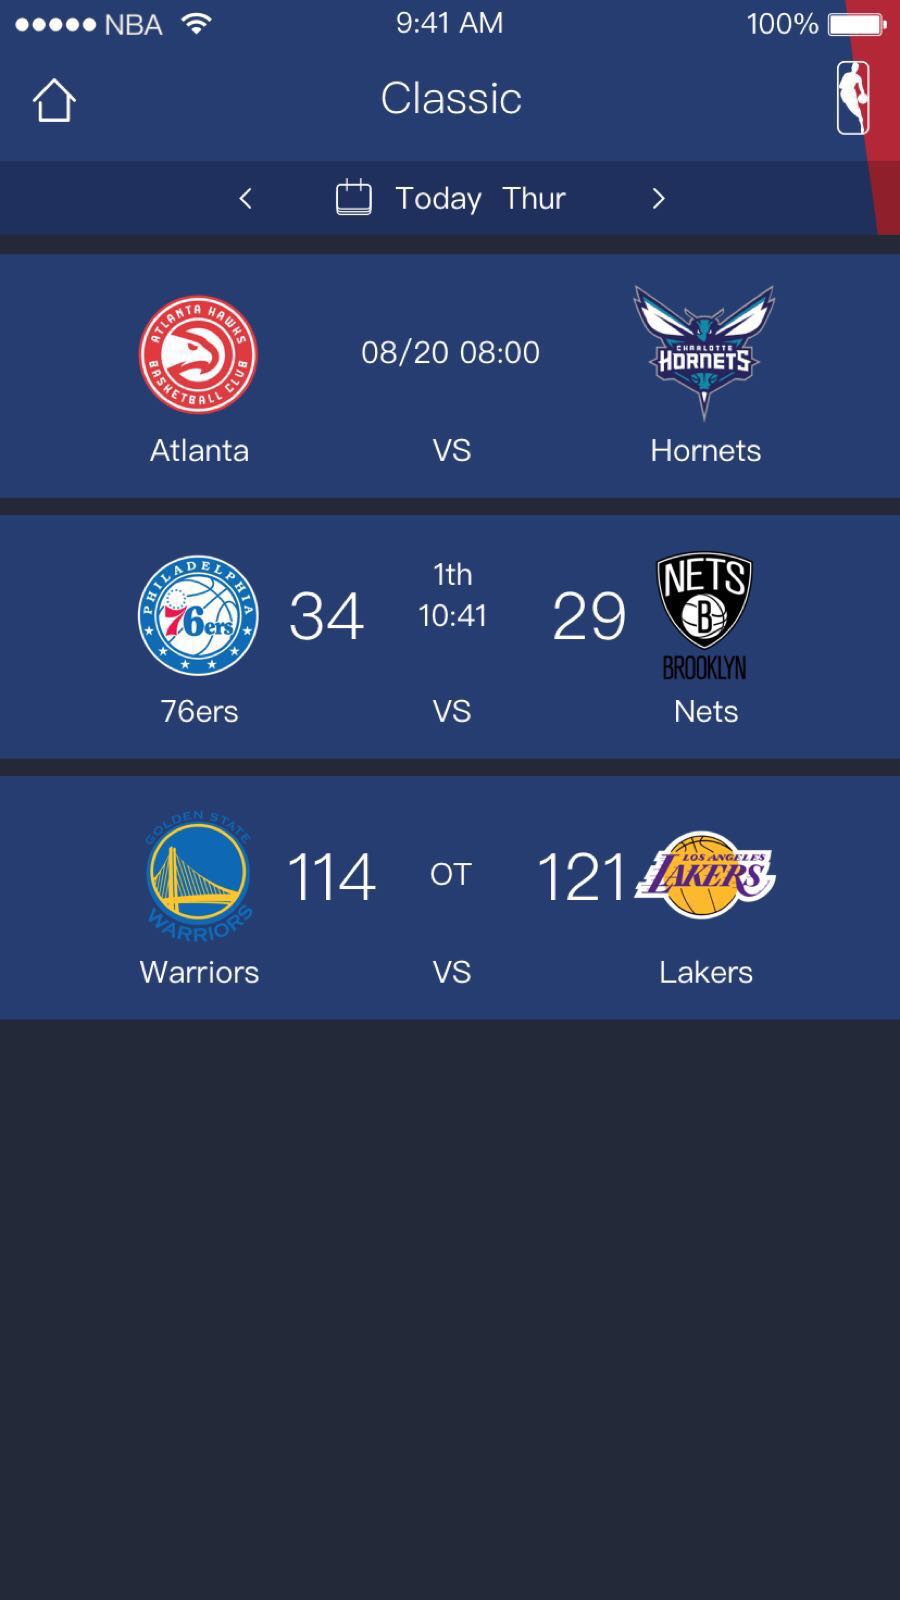 NBA 9:41 AM 100%
Classic
Today Thur
ATLANTA HAWKS
BASKETBALL CLUB
08/20 08:00
CHARLOTTE
HORNETS
Atlanta VS Hornets
PHILADELPHIA
76ers
34 1th 29
10:41
NETS
B
BROOKLYN
76ers VS Nets
GOLDEN STATE
WARRIORS
114 OT 121
LOS ANGELES
LAKERS
Warriors VS Lakers